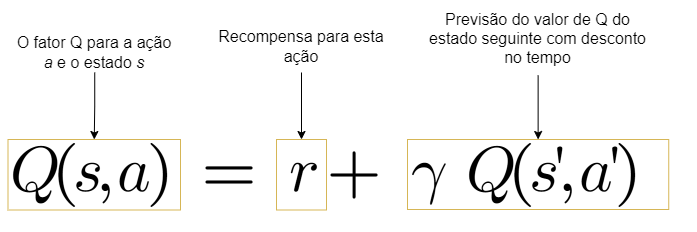 O fator Q para a ação
a e o estado s
Recompensa para esta
ação
Previsão do valor de Q do
estado seguinte com desconto
no tempo
Q(s,a) = r + γ Q(s',a')